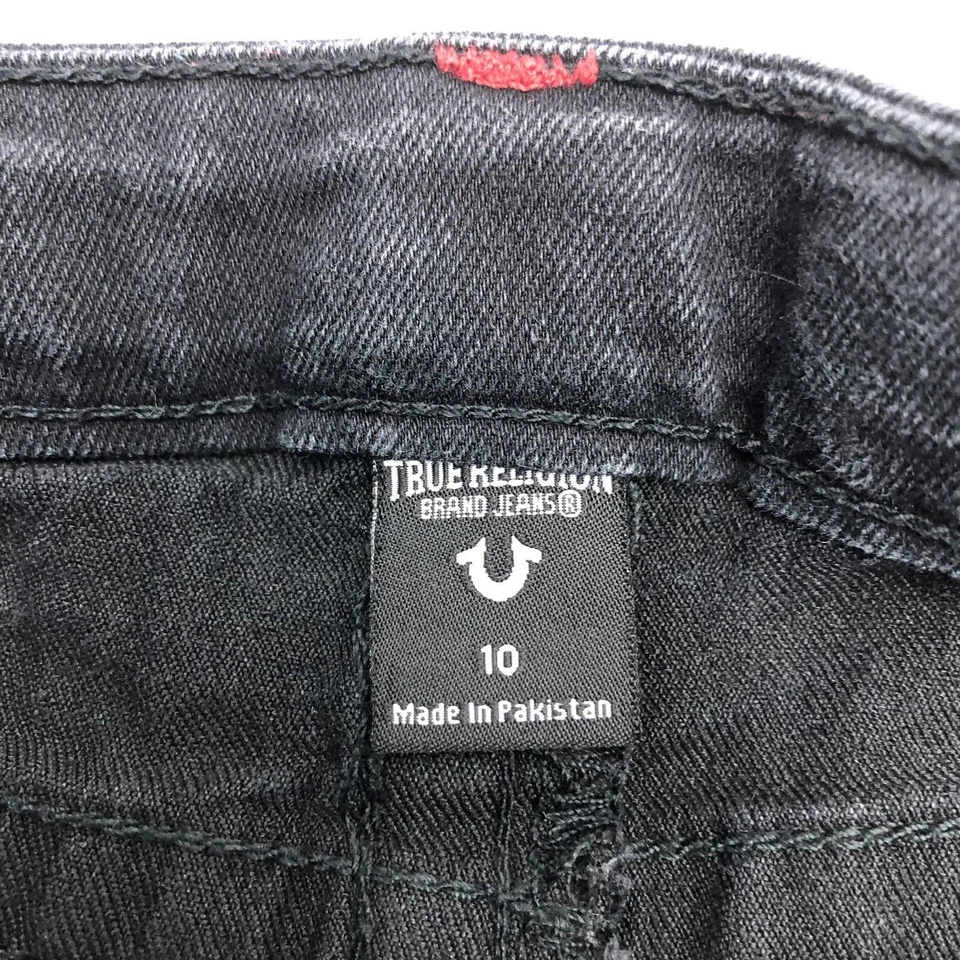 TRUE RELIGION
BRAND JEANS®
10
Made In Pakistan